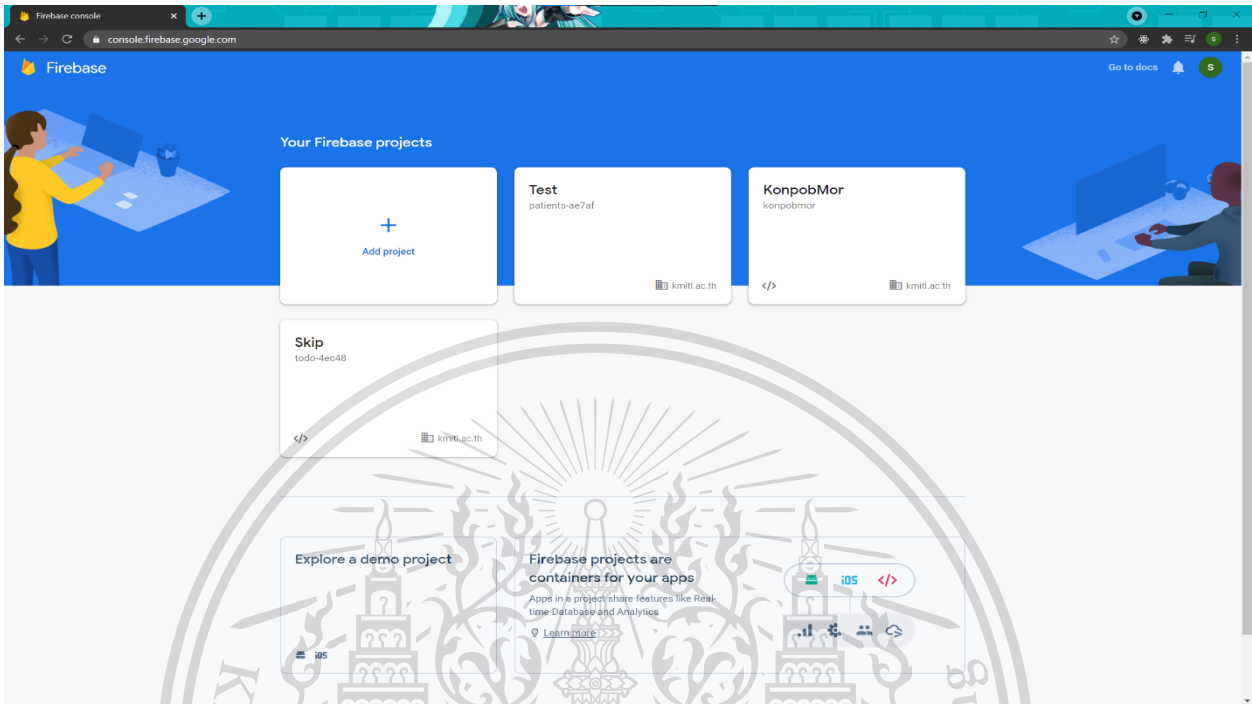 Firebase console
console.firebase.google.com
Firebase
Go to docs
S
Your Firebase projects
Add project
Test
patients-ae7af
kmitl.ac.th
KonpobMor
konpobmor
</>
kmitl.ac.th
Skip
todo-4ec48
</>
kmitl.ac.th
Explore a demo project
iOS
Firebase projects are
containers for your apps
Apps in a project share features like Real-
time Database and Analytics
Learn more
iOS
</>